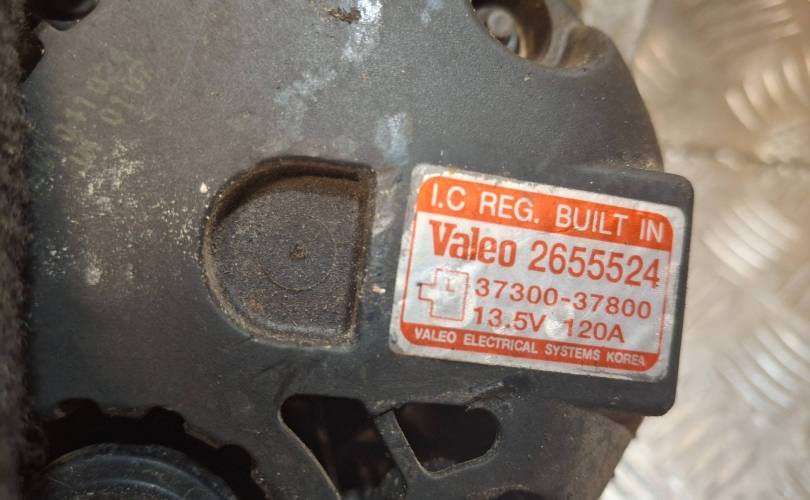 I.C REG. BUILT IN
Valeo 2655524
37300-37800
13.5V 120A
VALEO ELECTRICAL SYSTEMS KOREA